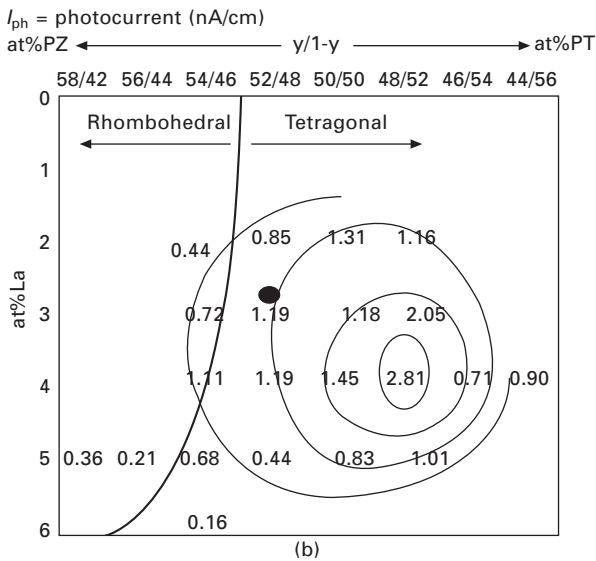 Iph = photocurrent (nA/cm)
at%PZ y/1-y at%PT
58/42 56/44 54/46 52/48 50/50 48/52 46/54 44/56
0
Rhombohedral Tetragonal
1
2 0.44 0.85 1.31 1.16
at%La
3 0.72 1.19 1.18 2.05
4 1.11 1.19 1.45 2.81 0.71 0.90
5 0.36 0.21 0.68 0.44 0.83 1.01
6 0.16
(b)